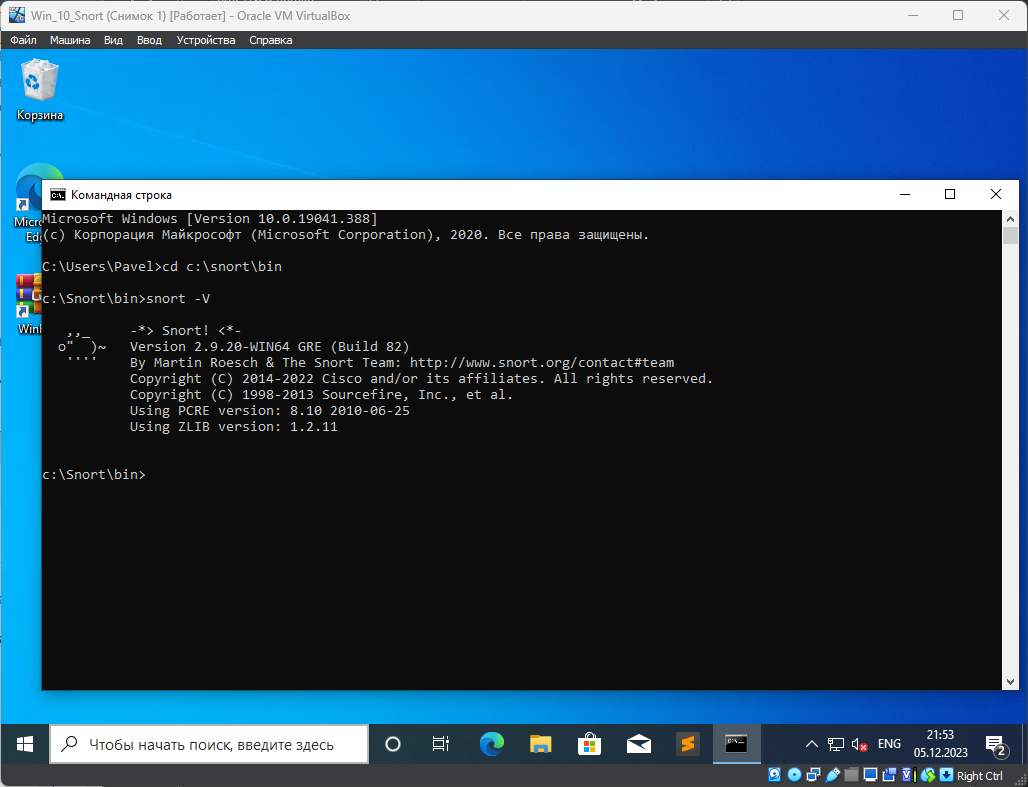 Win_10_Snort (Снимок 1) [Работает] - Oracle VM VirtualBox
Файл Машина Вид Ввод Устройства Справка
Корзина
Командная строка
Micro
Edg
Microsoft Windows [Version 10.0.19041.388]
(c) Корпорация Майкрософт (Microsoft Corporation), 2020. Все права защищены.
C:\Users\Pavel>cd c:\snort\bin
c:\Snort\bin>snort -V
WinR
,,_     -*> Snort! <*-
o"  )~   Version 2.9.20-WIN64 GRE (Build 82)
''''    By Martin Roesch & The Snort Team: http://www.snort.org/contact#team
Copyright (C) 2014-2022 Cisco and/or its affiliates. All rights reserved.
Copyright (C) 1998-2013 Sourcefire, Inc., et al.
Using PCRE version: 8.10 2010-06-25
Using ZLIB version: 1.2.11
c:\Snort\bin>
Чтобы начать поиск, введите здесь
ENG
21:53
05.12.2023
2
Right Ctrl